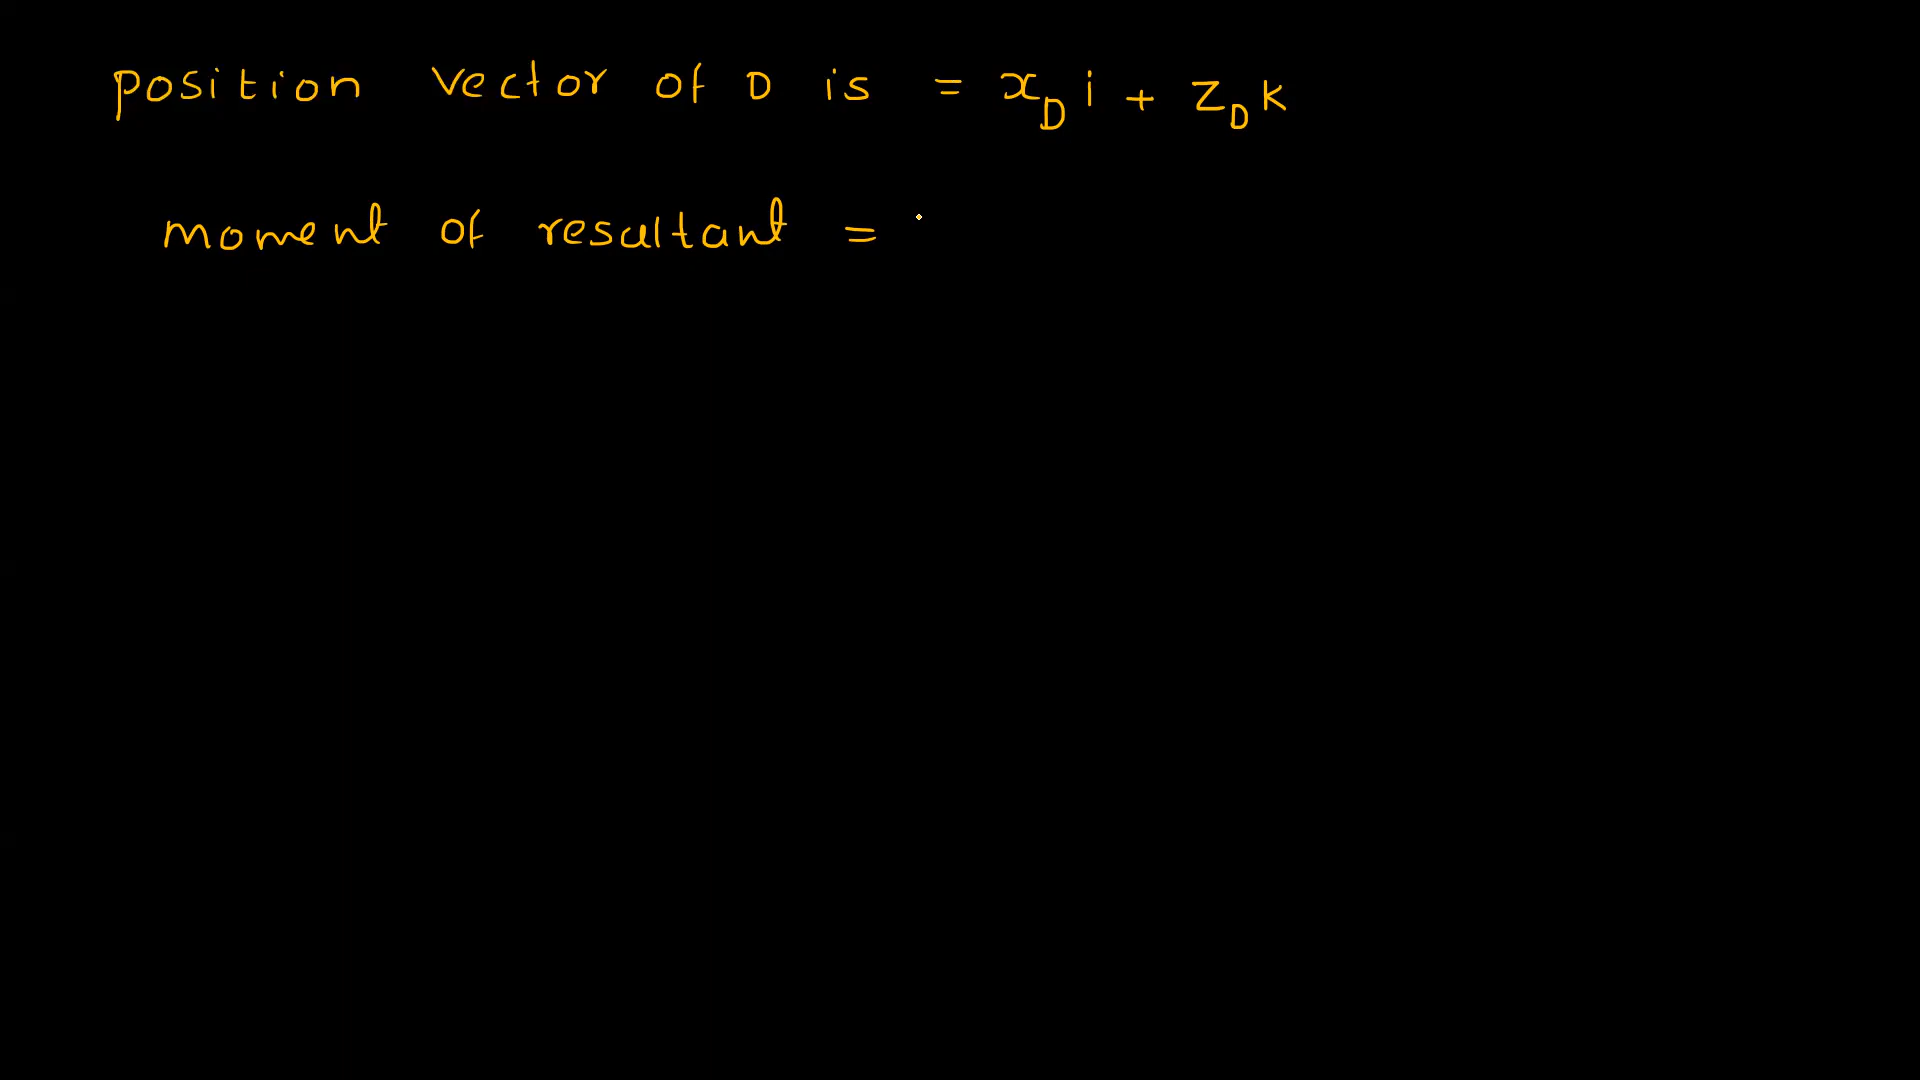 position vector of D is = x_D i + z_D k
moment of resultant =